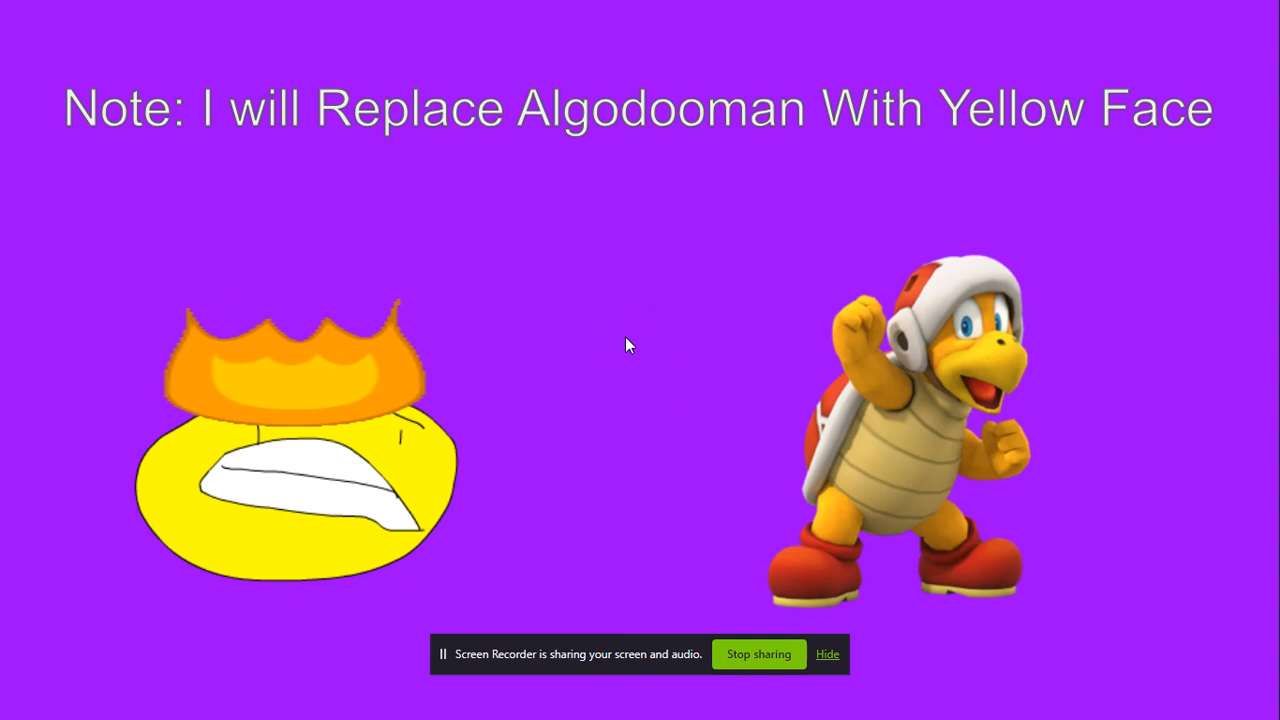 Note: I will Replace Algodooman With Yellow Face
Screen Recorder is sharing your screen and audio. Stop sharing Hide